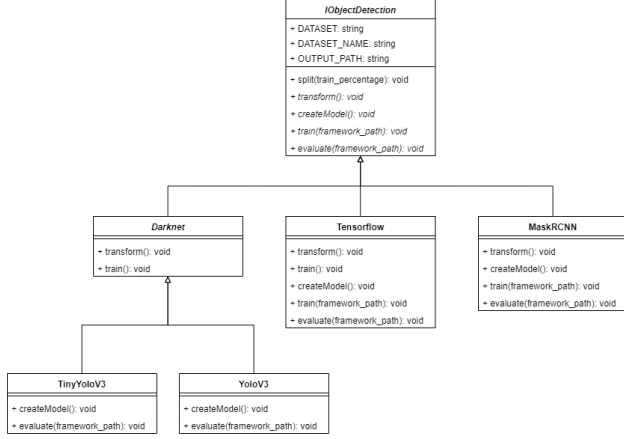 IObjectDetection
+ DATASET: string
+ DATASET_NAME: string
+ OUTPUT_PATH: string
+ split(train_percentage): void
+ transform(): void
+ createModel(): void
+ train(framework_path): void
+ evaluate(framework_path): void
Darknet
+ transform(): void
+ train(): void
Tensorflow
+ transform(): void
+ train(): void
+ createModel(): void
+ train(framework_path): void
+ evaluate(framework_path): void
MaskRCNN
+ transform(): void
+ createModel(): void
+ train(framework_path): void
+ evaluate(framework_path): void
TinyYoloV3
+ createModel(): void
+ evaluate(framework_path): void
YoloV3
+ createModel(): void
+ evaluate(framework_path): void